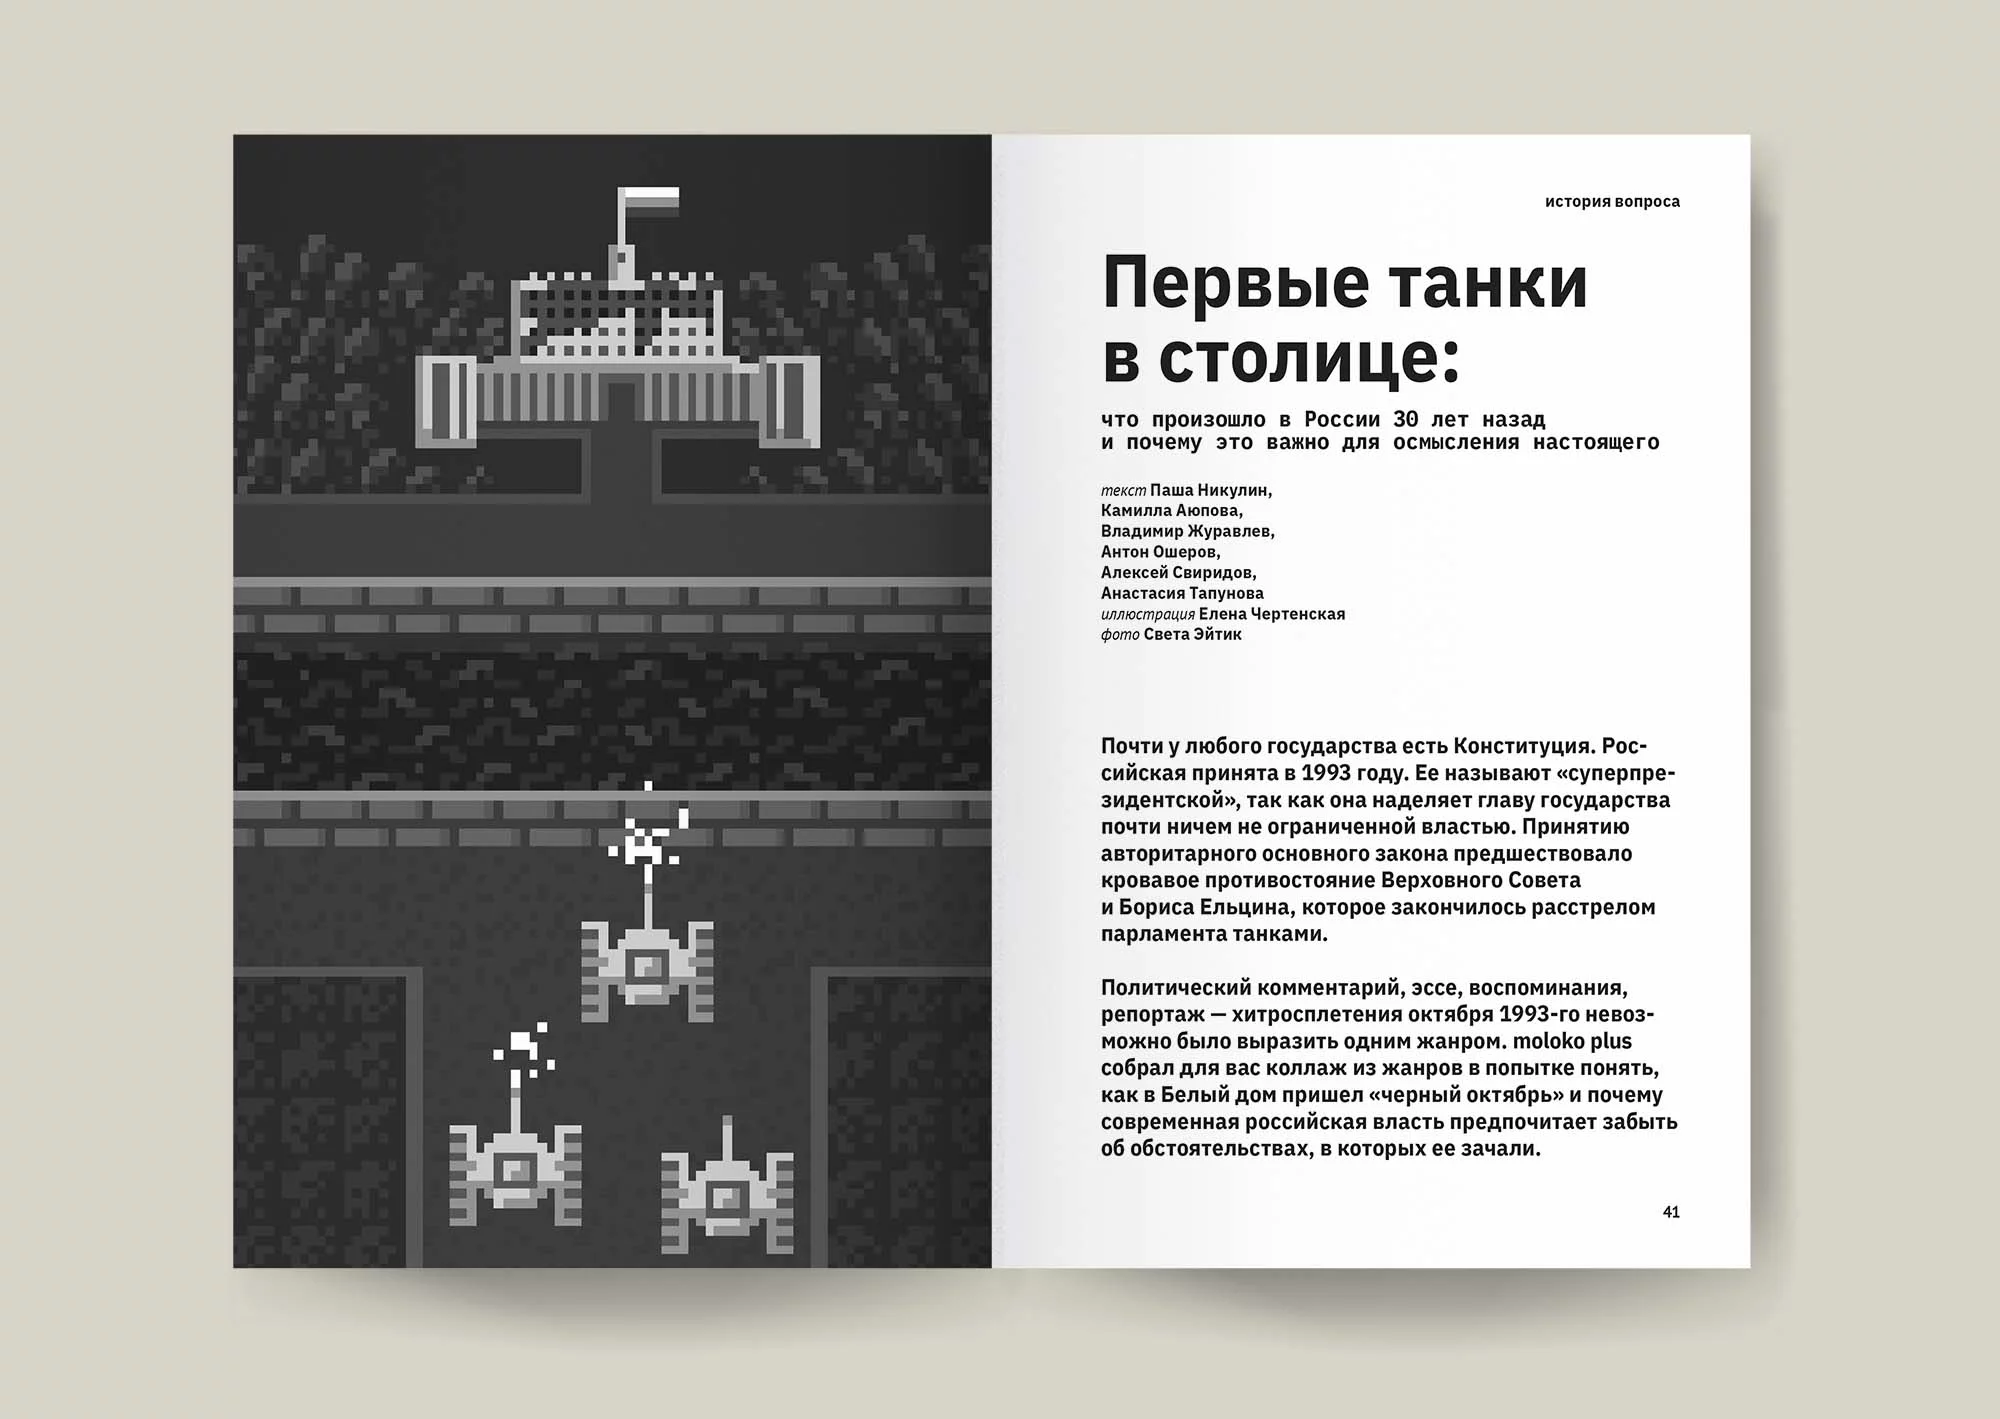 история вопроса
Первые танки
в столице:
что произошло в России 30 лет назад
и почему это важно для осмысления настоящего
текст Паша Никулин,
Камилла Аюпова,
Владимир Журавлев,
Антон Ошеров,
Алексей Свиридов,
Анастасия Тапунова
иллюстрация Елена Чертенская
фото Света Эйтик
Почти у любого государства есть Конституция. Рос-
сийская принята в 1993 году. Ее называют «суперпре-
зидентской», так как она наделяет главу государства
почти ничем не ограниченной властью. Принятию
авторитарного основного закона предшествовало
кровавое противостояние Верховного Совета
и Бориса Ельцина, которое закончилось расстрелом
парламента танками.
Политический комментарий, эссе, воспоминания,
репортаж — хитросплетения октября 1993-го невоз-
можно было выразить одним жанром. moloko plus
собрал для вас коллаж из жанров в попытке понять,
как в Белый дом пришел «черный октябрь» и почему
современная российская власть предпочитает забыть
об обстоятельствах, в которых ее зачали.
41